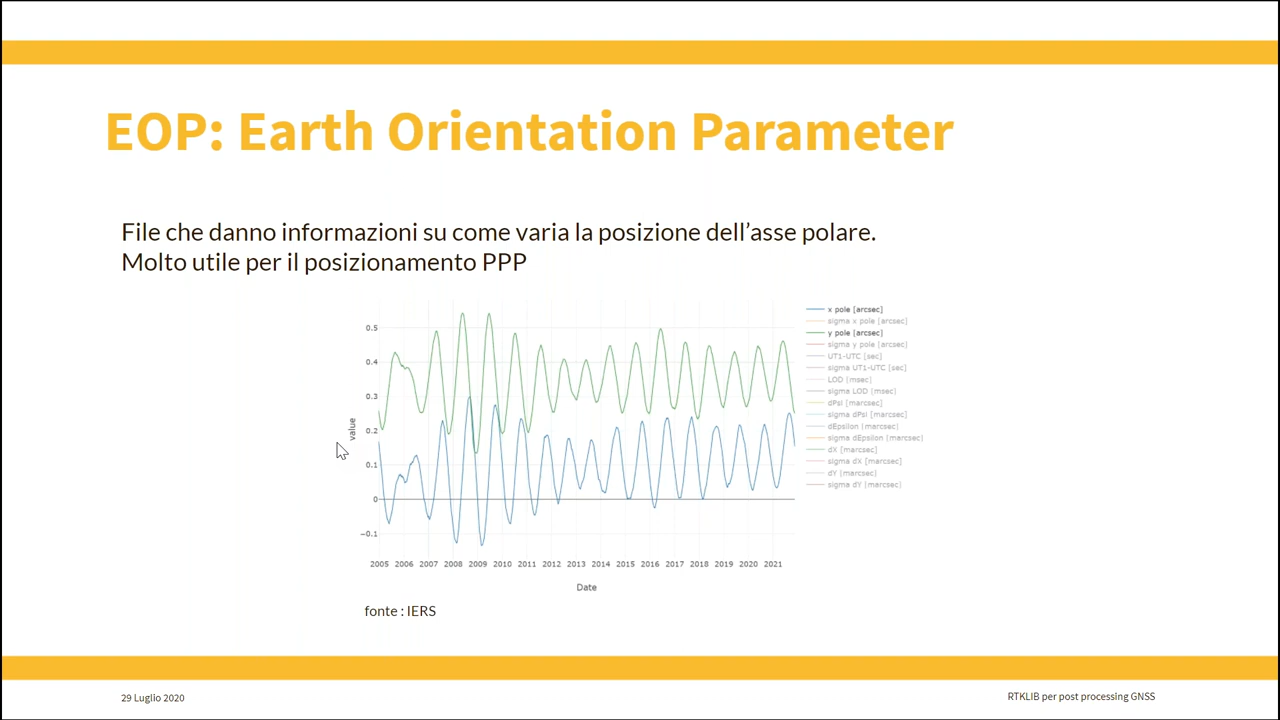 EOP: Earth Orientation Parameter
File che danno informazioni su come varia la posizione dell'asse polare.
Molto utile per il posizionamento PPP
0.5
0.4
0.3
0.2
0.1
0
−0.1
value
2005 2006 2007 2008 2009 2010 2011 2012 2013 2014 2015 2016 2017 2018 2019 2020 2021
Date
x pole [arcsec]
sigma x pole [arcsec]
y pole [arcsec]
sigma y pole [arcsec]
UT1-UTC [sec]
sigma UT1-UTC [sec]
LOD [msec]
sigma LOD [msec]
dPsi [marcsec]
sigma dPsi [marcsec]
dEpsilon [marcsec]
sigma dEpsilon [marcsec]
dX [marcsec]
sigma dX [marcsec]
dY [marcsec]
sigma dY [marcsec]
fonte : IERS
29 Luglio 2020
RTKLIB per post processing GNSS